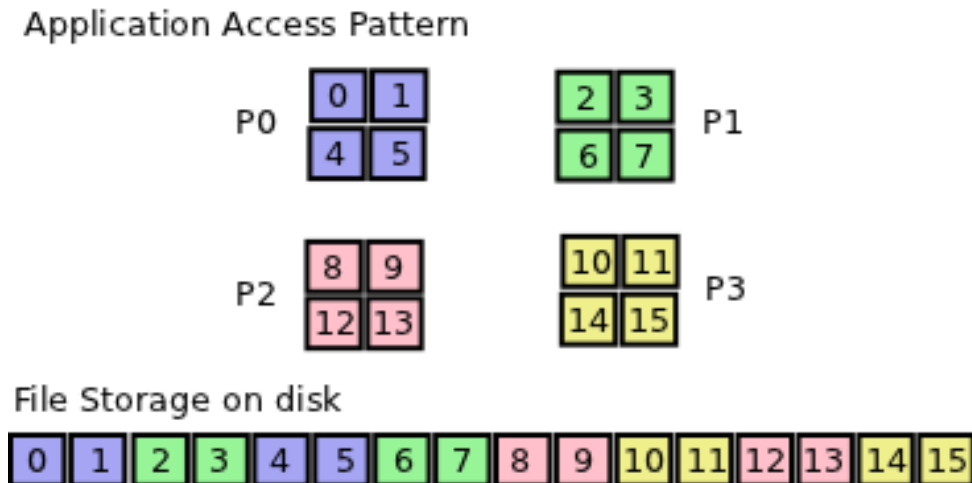 Application Access Pattern
P0 0 1 2 3 P1
4 5 6 7
P2 8 9 10 11 P3
12 13 14 15
File Storage on disk
0 1 2 3 4 5 6 7 8 9 10 11 12 13 14 15